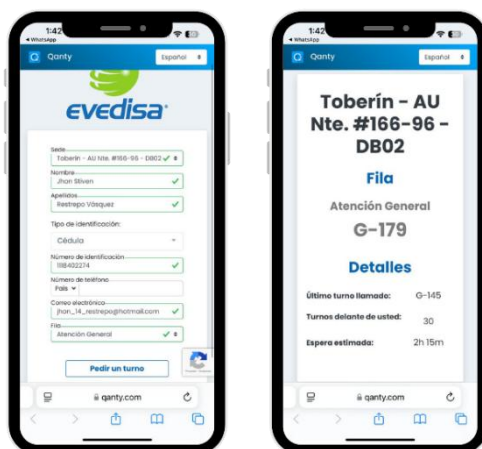 1:42
WhatsApp
Qanty
Español
evedisa
Sede
Toberín - AU Nte. #166-96 - DB02
Nombre
Jhon Stiven
Apellidos
Restrepo Vásquez
Tipo de identificación:
Cédula
Número de identificación
1118402274
Número de teléfono
País
Correo electrónico
jhon_14_restrepo@hotmail.com
Fila
Atención General
Pedir un turno
qanty.com
1:42
WhatsApp
Qanty
Español
Toberín - AU
Nte. #166-96 -
DB02
Fila
Atención General
G-179
Detalles
Último turno llamado: G-145
Turnos delante de usted: 30
Espera estimada: 2h 15m
qanty.com